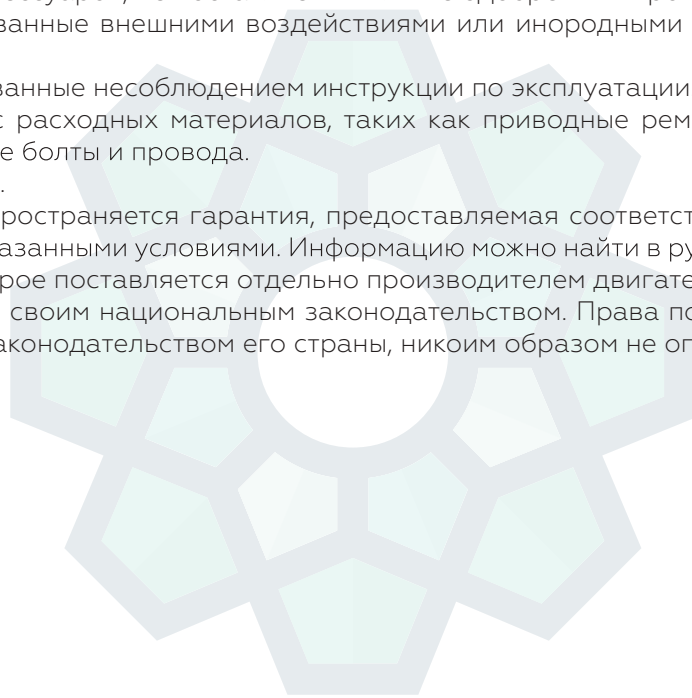 ванные внешними воздействиями или инородными
ванные несоблюдением инструкции по эксплуатации
с расходных материалов, таких как приводные рем
е болты и провода.
.
пространяется гарантия, предоставляемая соответст
азанными условиями. Информацию можно найти в ру
рое поставляется отдельно производителем двигате
своим национальным законодательством. Права по
аконодательством его страны, никоим образом не ог